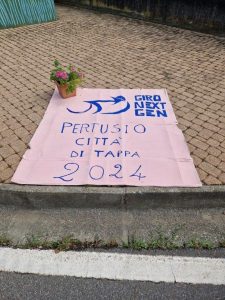 GIRO
NEXT
GEN
PERTUSIO
CITTÀ
DI TAPPA
2024